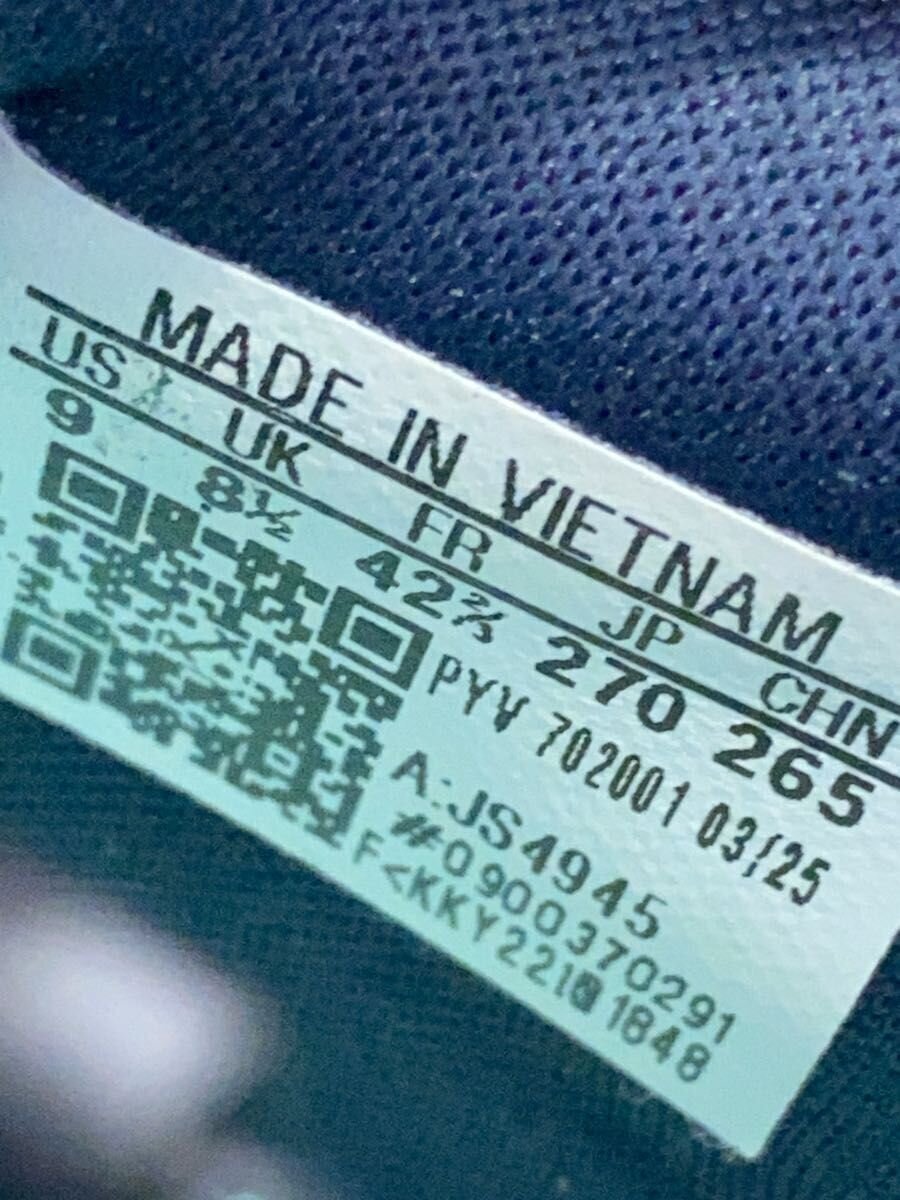 MADE IN VIETNAM
US UK FR JP CHN
9 8½ 42⅔ 270 265
PYV 702001 03/25
A:JS4945
#0900370291